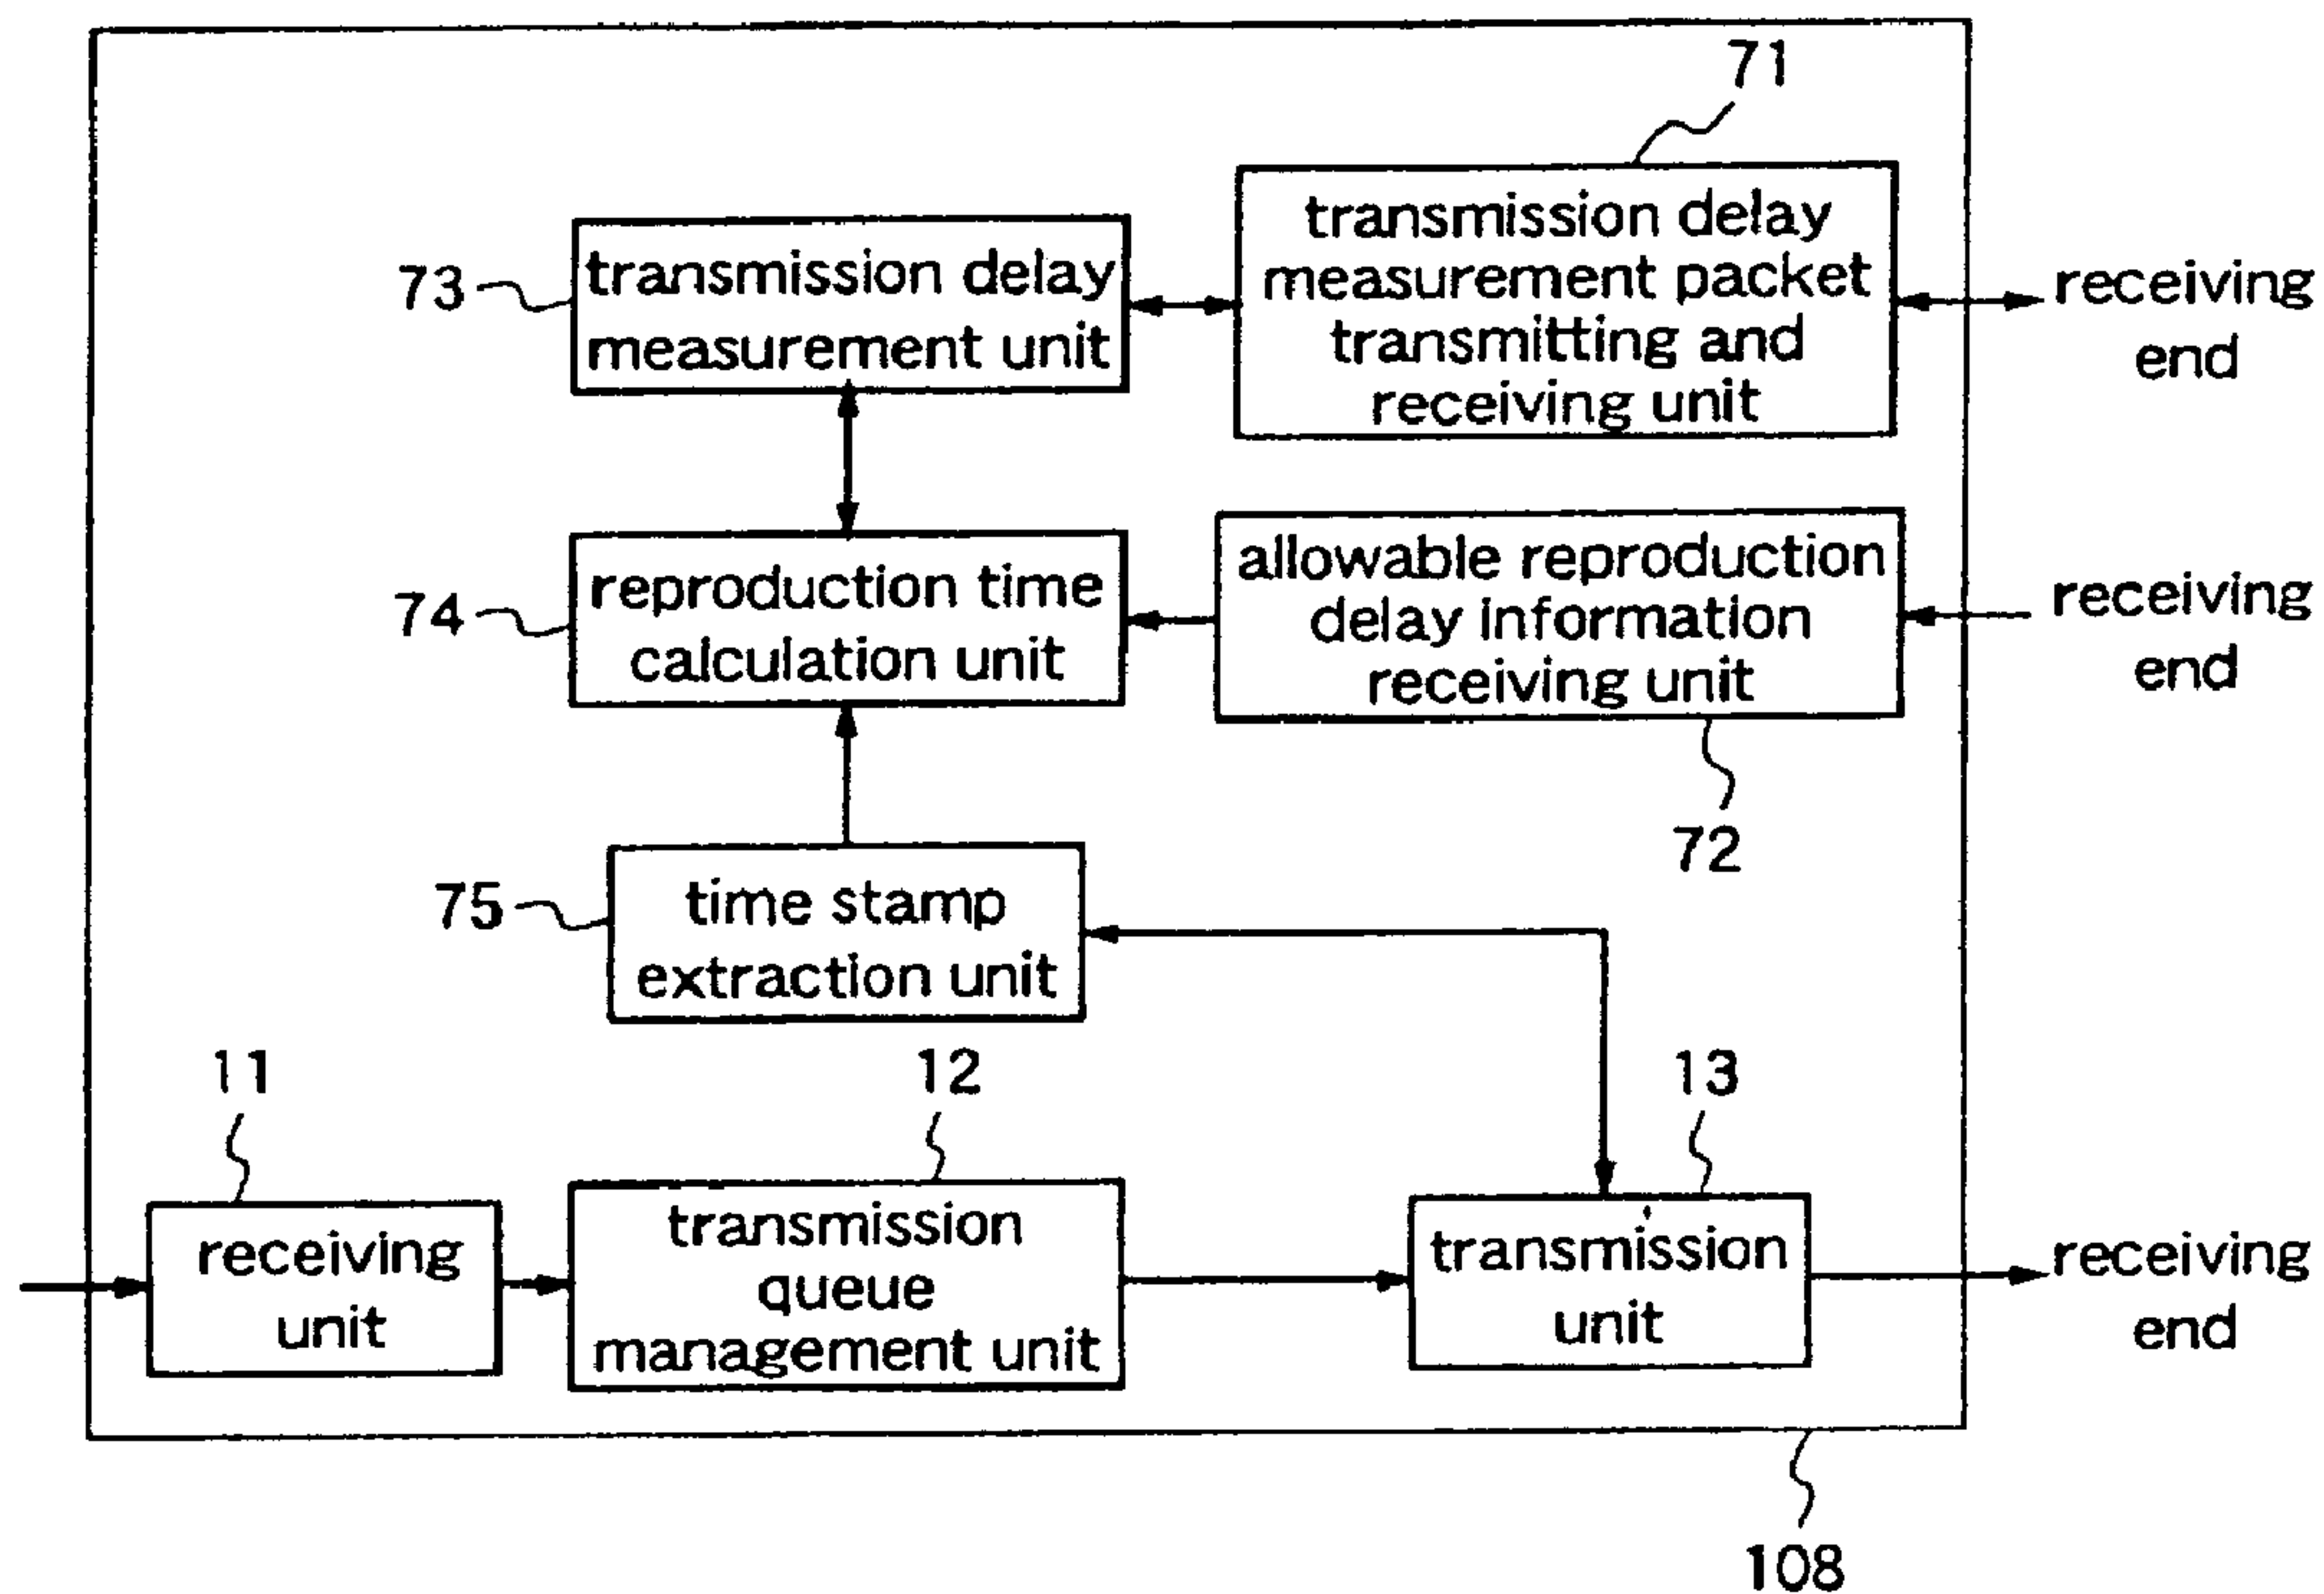 71
transmission delay
measurement packet
transmitting and
receiving unit
73
transmission delay
measurement unit
receiving
end
74
reproduction time
calculation unit
allowable reproduction
delay information
receiving unit
receiving
end
72
75
time stamp
extraction unit
11
12
13
receiving
unit
transmission
queue
management unit
transmission
unit
receiving
end
108